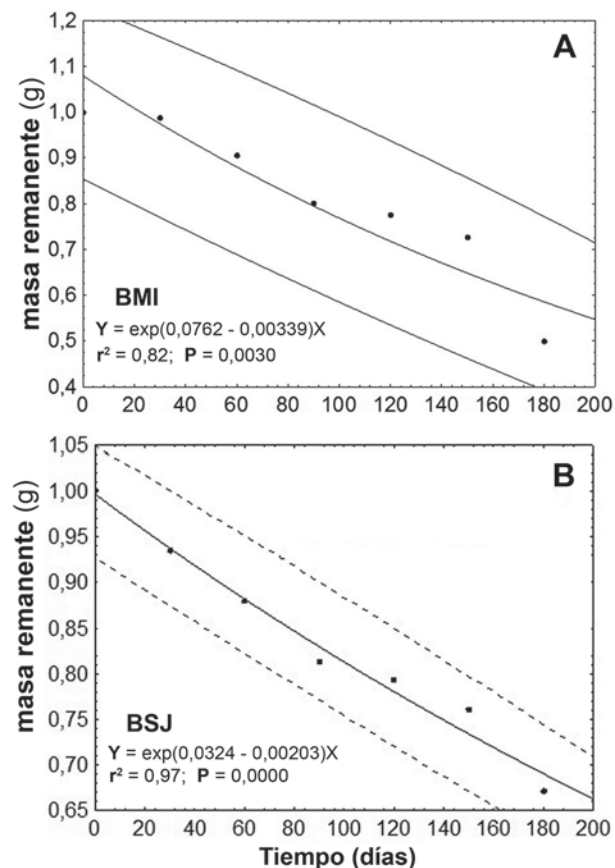 A
1,2
1,1
1,0
0,9
0,8
0,7
0,6
0,5
0,4
masa remanente (g)
BMI
Y = exp(0,0762 - 0,00339)X
r² = 0,82; P = 0,0030
0 20 40 60 80 100 120 140 160 180 200
B
1,05
1,00
0,95
0,90
0,85
0,80
0,75
0,70
0,65
masa remanente (g)
BSJ
Y = exp(0,0324 - 0,00203)X
r² = 0,97; P = 0,0000
0 20 40 60 80 100 120 140 160 180 200
Tiempo (días)